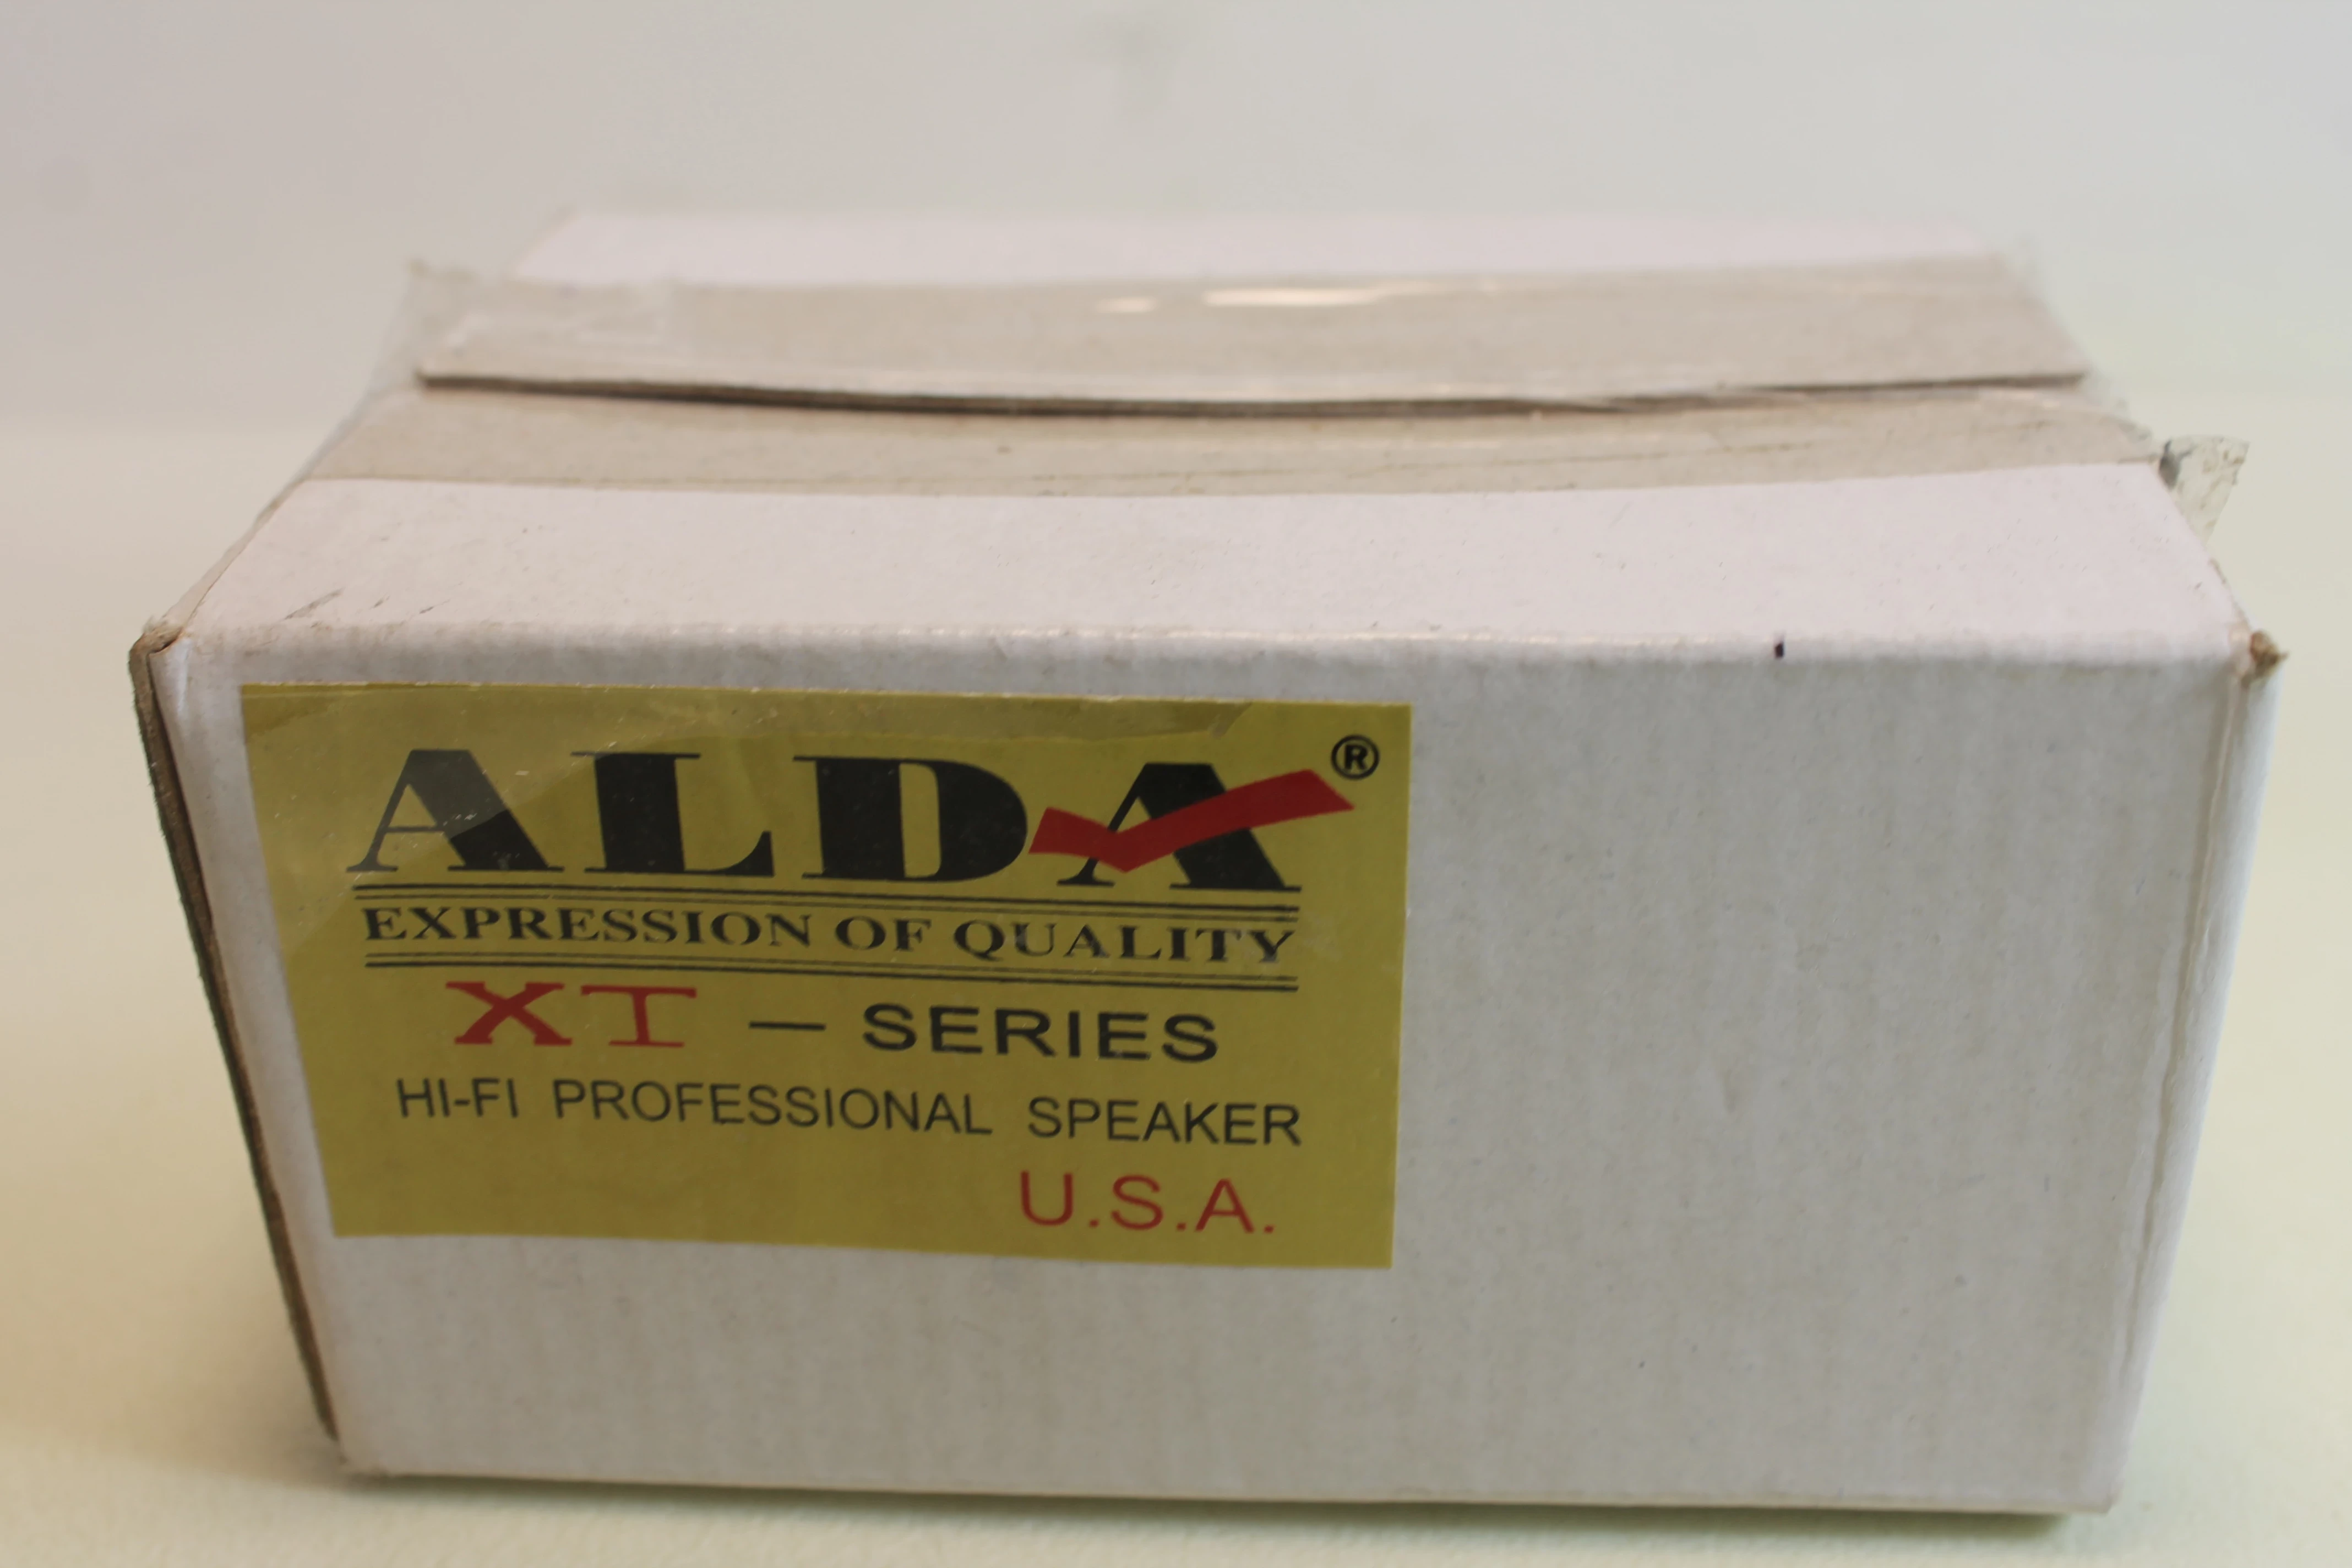 ALDA®
EXPRESSION OF QUALITY
XT — SERIES
HI-FI PROFESSIONAL SPEAKER
U.S.A.